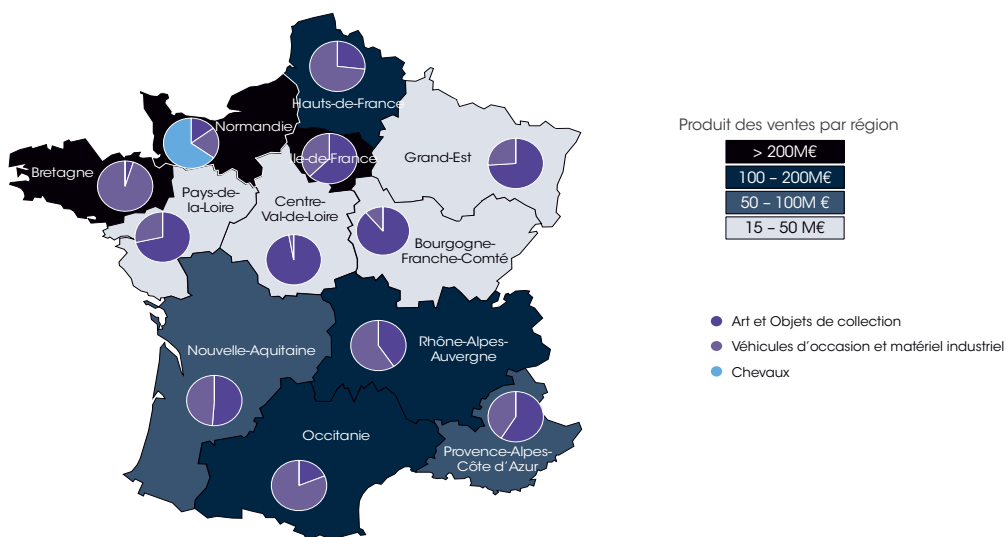 Hauts-de-France
Normandie
Ile-de-France
Grand-Est
Bretagne
Pays-de-
la-Loire
Centre-
Val-de-Loire
Bourgogne-
Franche-Comté
Nouvelle-Aquitaine
Rhône-Alpes-
Auvergne
Occitanie
Provence-Alpes-
Côte d'Azur
Produit des ventes par région
> 200M€
100 – 200M€
50 – 100M €
15 – 50 M€
Art et Objets de collection
Véhicules d'occasion et matériel industriel
Chevaux